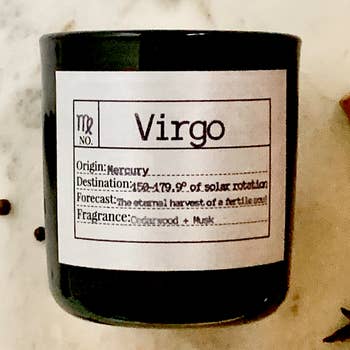 ♍ Virgo
NO.
Origin: Mercury
Destination: 150-179.9° of solar rotation
Forecast: The eternal harvest of a fertile soul
Fragrance: Cedarwood + Musk